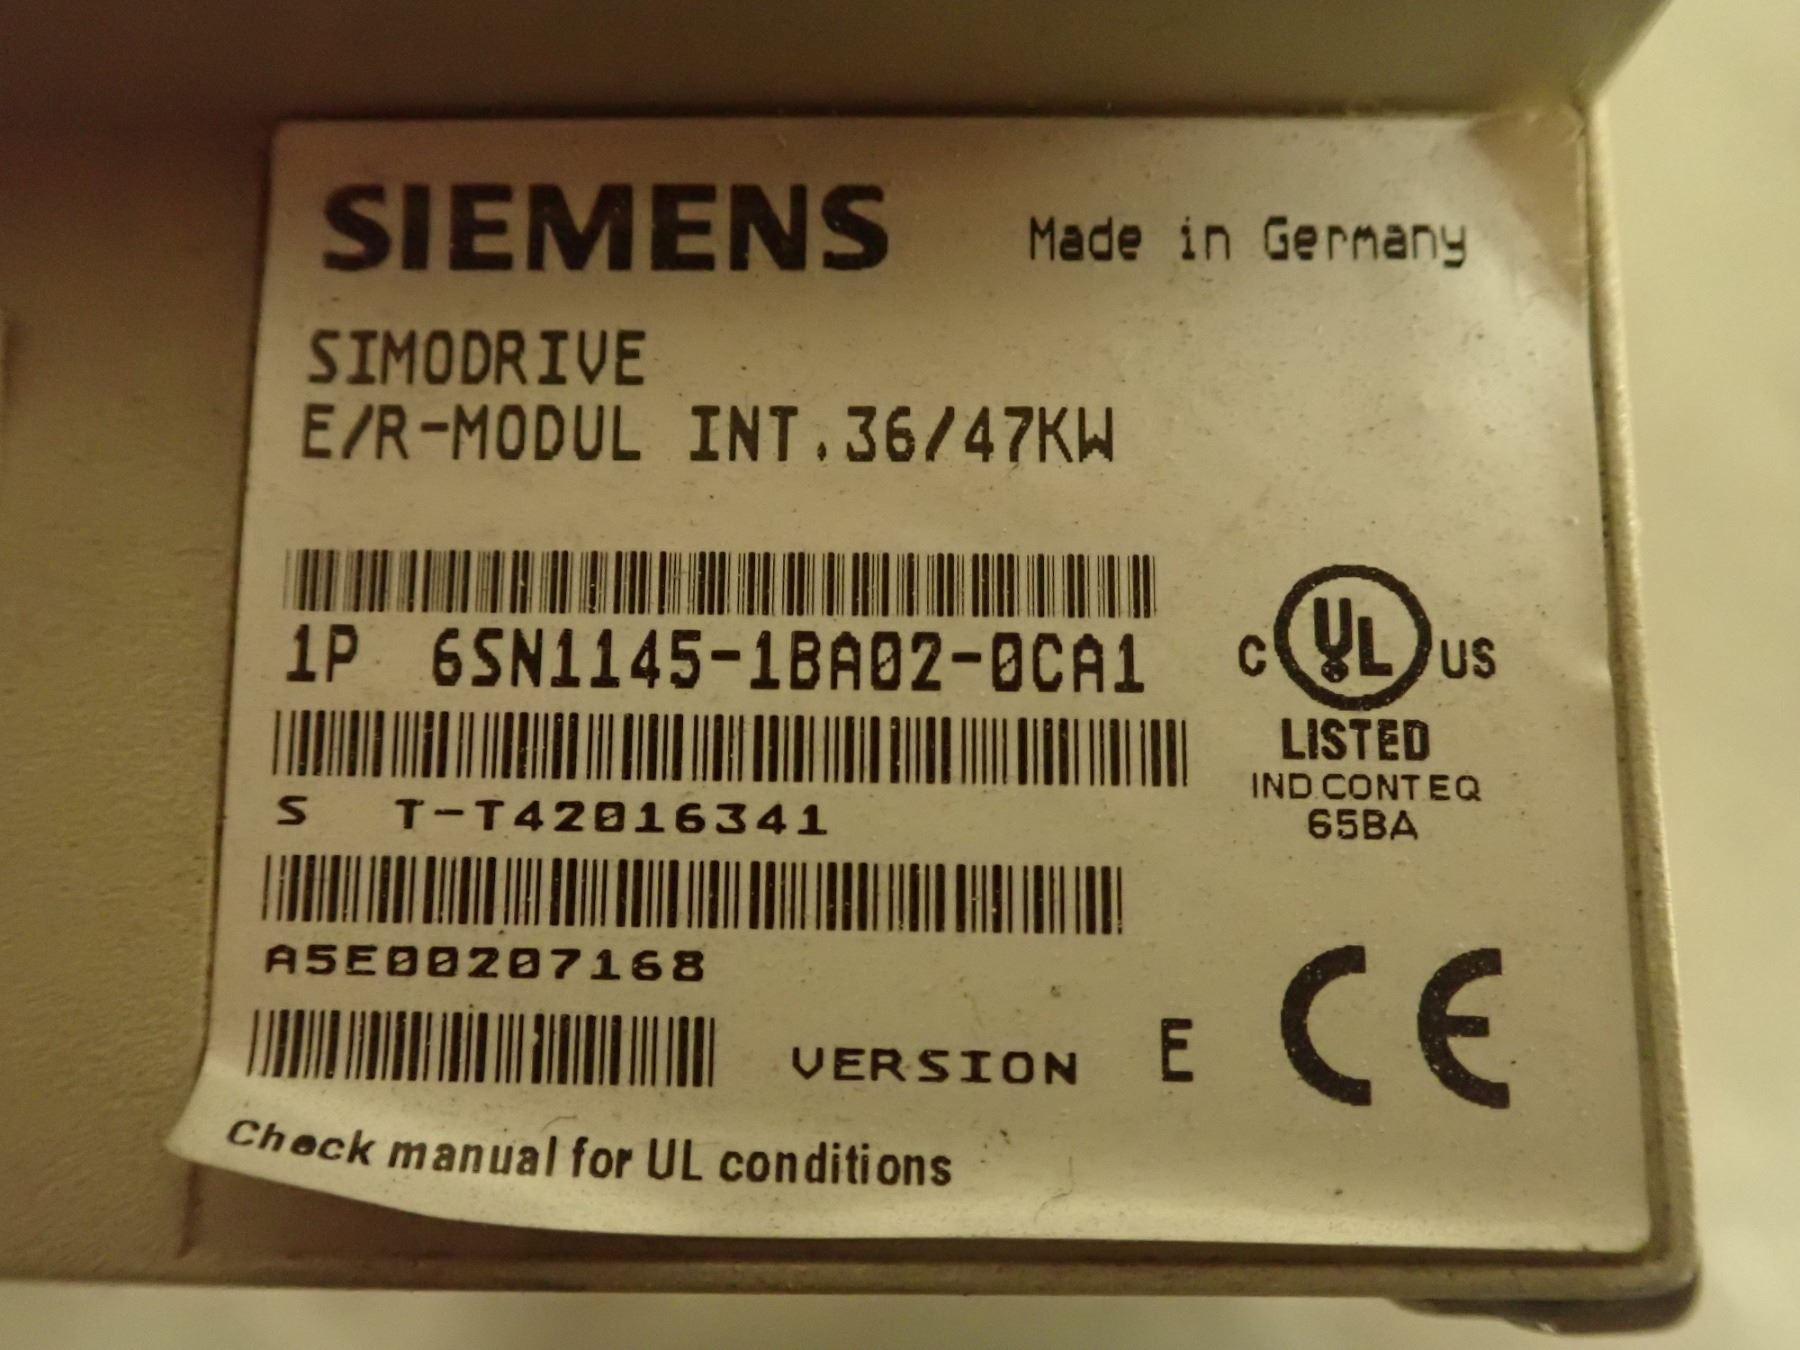 SIEMENS Made in Germany
SIMODRIVE
E/R-MODUL INT.36/47KW
1P 6SN1145-1BA02-0CA1
C UL US
LISTED
IND.CONT.EQ
65BA
S T-T42016341
A5E00207168
VERSION E CE
Check manual for UL conditions